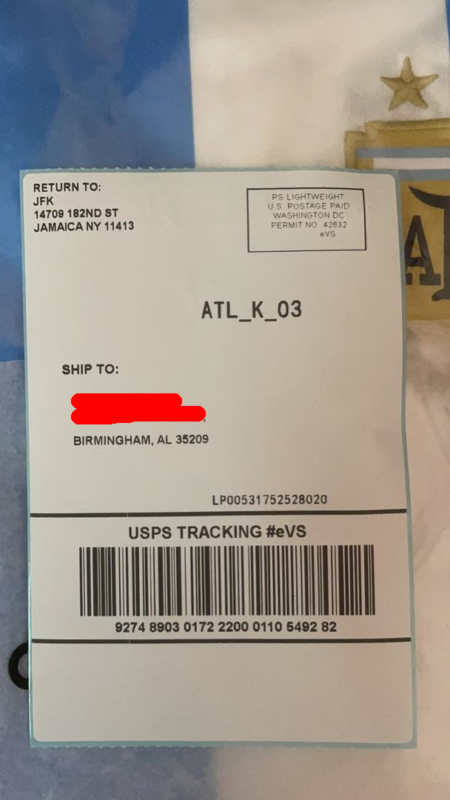 RETURN TO:
JFK
14709 182ND ST
JAMAICA NY 11413
PS LIGHTWEIGHT
U.S. POSTAGE PAID
WASHINGTON DC
PERMIT NO 42632
eVS
ATL_K_03
SHIP TO:
BIRMINGHAM, AL 35209
LP00531752528020
USPS TRACKING #eVS
9274 8903 0172 2200 0110 5492 82